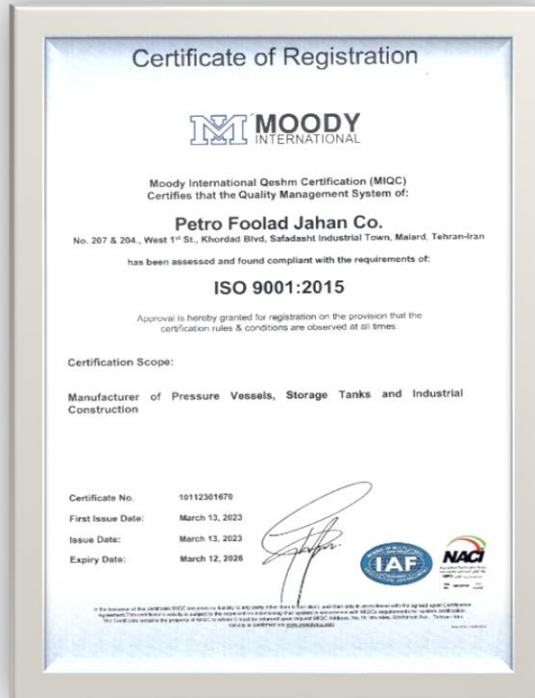 Certificate of Registration
MOODY
INTERNATIONAL
Moody International Qeshm Certification (MIQC)
Certifies that the Quality Management System of:
Petro Foolad Jahan Co.
No. 207 & 204., West 1st St., Khordad Blvd, Safadasht Industrial Town, Malard, Tehran-Iran
has been assessed and found compliant with the requirements of:
ISO 9001:2015
Approval is hereby granted for registration on the provision that the
certification rules & conditions are observed at all times.
Certification Scope:
Manufacturer of Pressure Vessels, Storage Tanks and Industrial
Construction
Certificate No. 10112301670
First Issue Date: March 13, 2023
Issue Date: March 13, 2023
Expiry Date: March 12, 2026
IAF
NACI